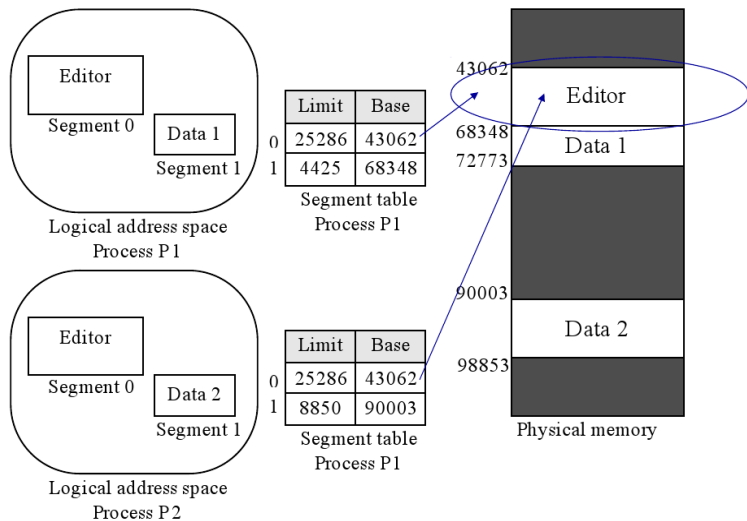 Editor
Segment 0
Data 1
Segment 1
Logical address space
Process P1
Limit Base
0 25286 43062
1 4425 68348
Segment table
Process P1
43062
Editor
68348
Data 1
72773
90003
Data 2
98853
Physical memory
Editor
Segment 0
Data 2
Segment 1
Logical address space
Process P2
Limit Base
0 25286 43062
1 8850 90003
Segment table
Process P1